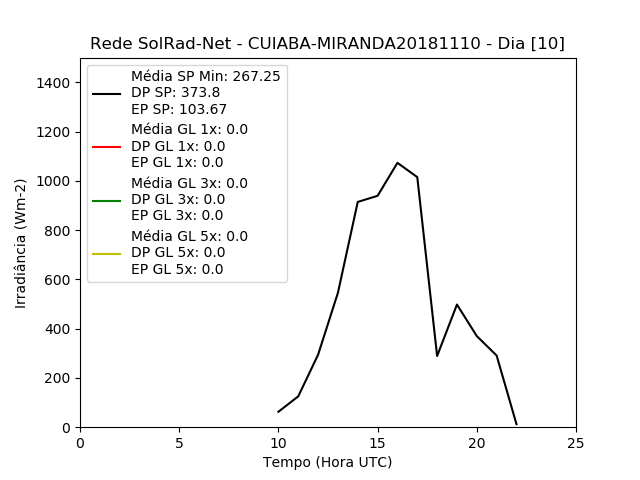 Rede SolRad-Net - CUIABA-MIRANDA20181110 - Dia [10]
Média SP Min: 267.25
DP SP: 373.8
EP SP: 103.67
Média GL 1x: 0.0
DP GL 1x: 0.0
EP GL 1x: 0.0
Média GL 3x: 0.0
DP GL 3x: 0.0
EP GL 3x: 0.0
Média GL 5x: 0.0
DP GL 5x: 0.0
EP GL 5x: 0.0
Irradiância (Wm-2)
1400
1200
1000
800
600
400
200
0
0 5 10 15 20 25
Tempo (Hora UTC)